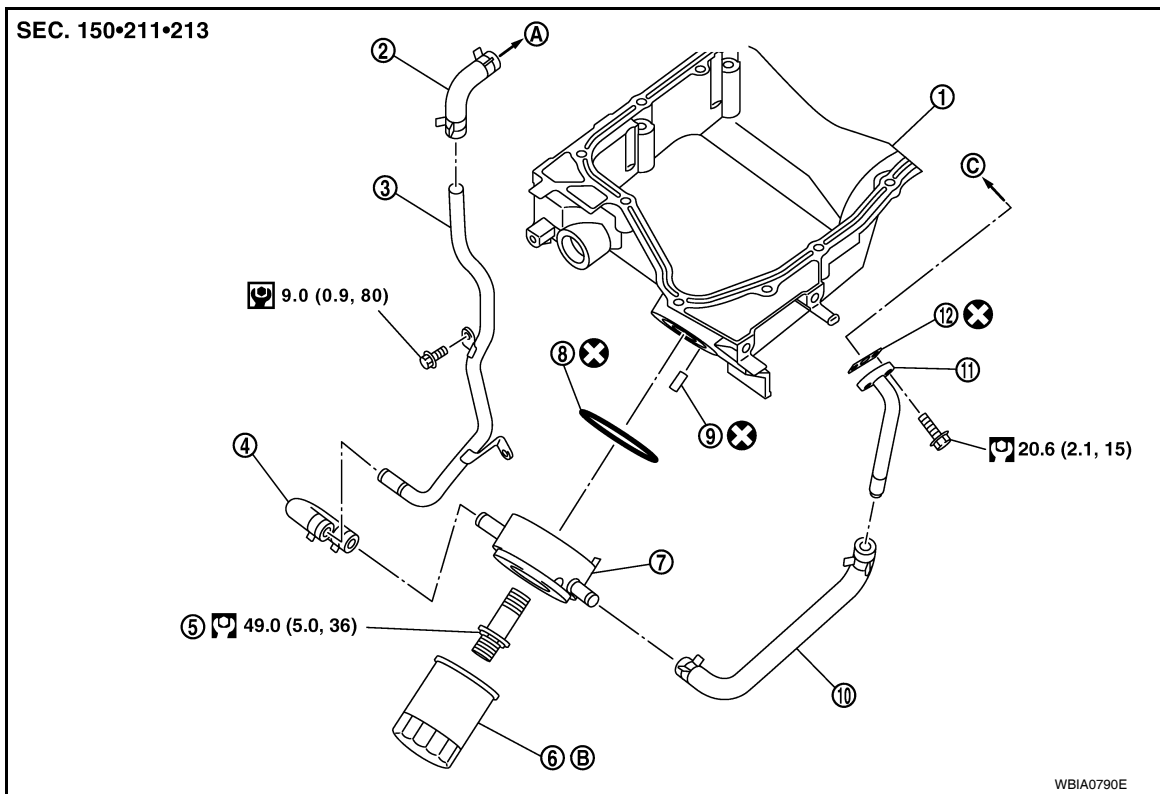 SEC. 150•211•213
② A
①
C
③
9.0 (0.9, 80)
⑫
⑧ ⑪
⑨
④ 20.6 (2.1, 15)
⑦
⑤ 49.0 (5.0, 36)
⑩
⑥ B
WBIA0790E